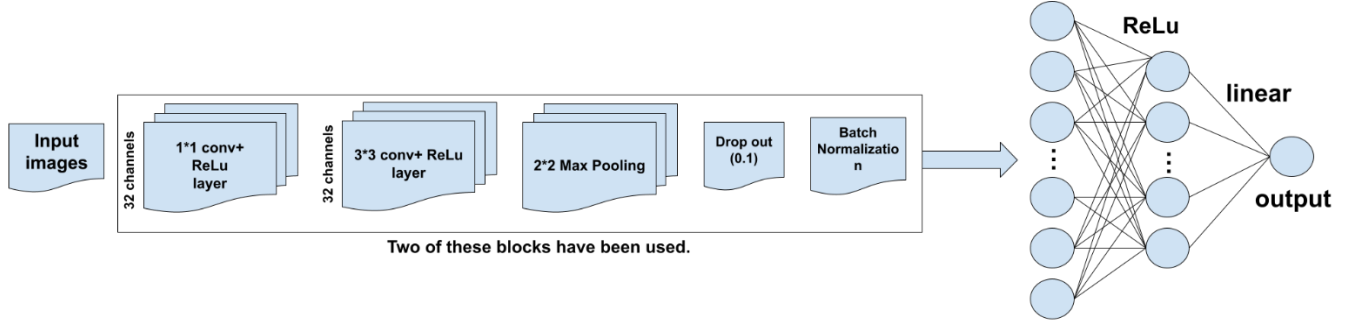 Input
images
32 channels
1*1 conv+
ReLu
layer
32 channels
3*3 conv+ ReLu
layer
2*2 Max Pooling
Drop out
(0.1)
Batch
Normalizatio
n
Two of these blocks have been used.
ReLu
linear
output